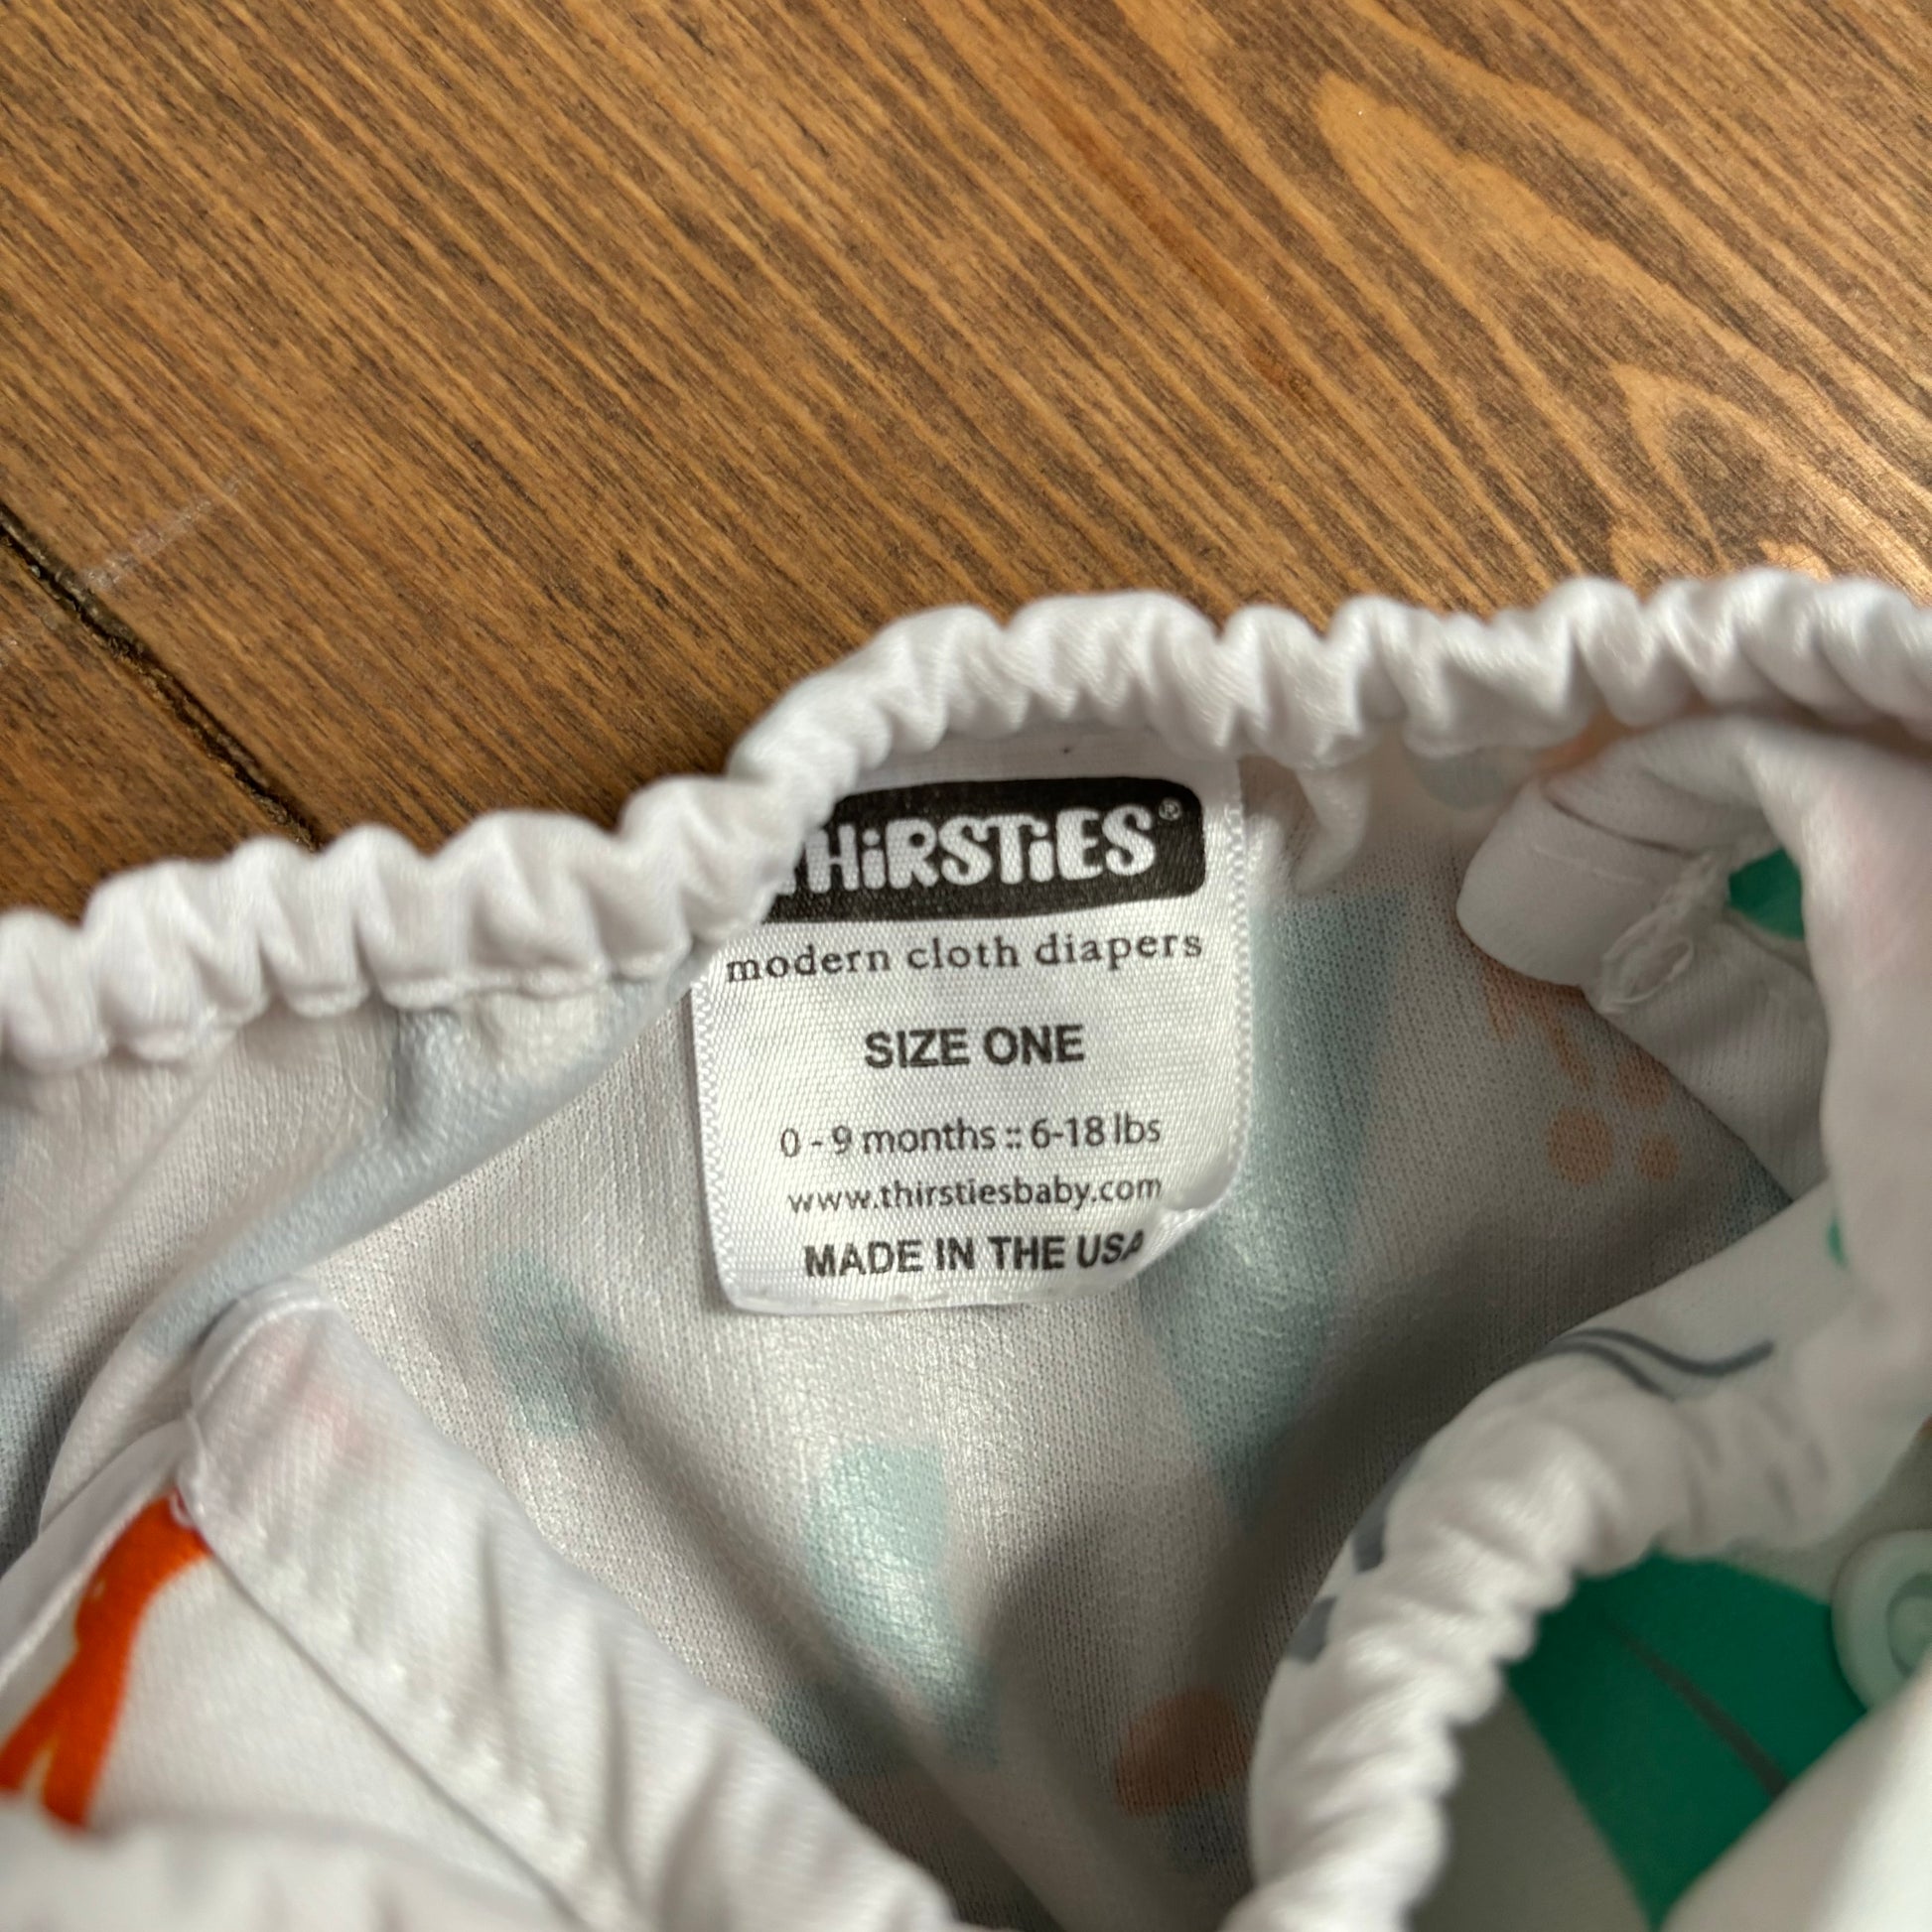 THiRSTiES®
modern cloth diapers
SIZE ONE
0 - 9 months :: 6-18 lbs
www.thirstiesbaby.com
MADE IN THE USA